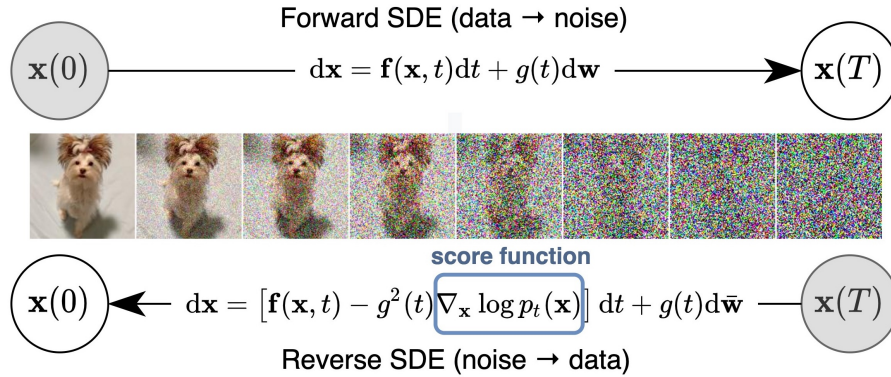 Forward SDE (data → noise)
x(0) dx = f(x, t)dt + g(t)dw x(T)
score function
x(0) dx = [f(x, t) − g²(t)∇ₓ log pₜ(x)] dt + g(t)dw̄ x(T)
Reverse SDE (noise → data)